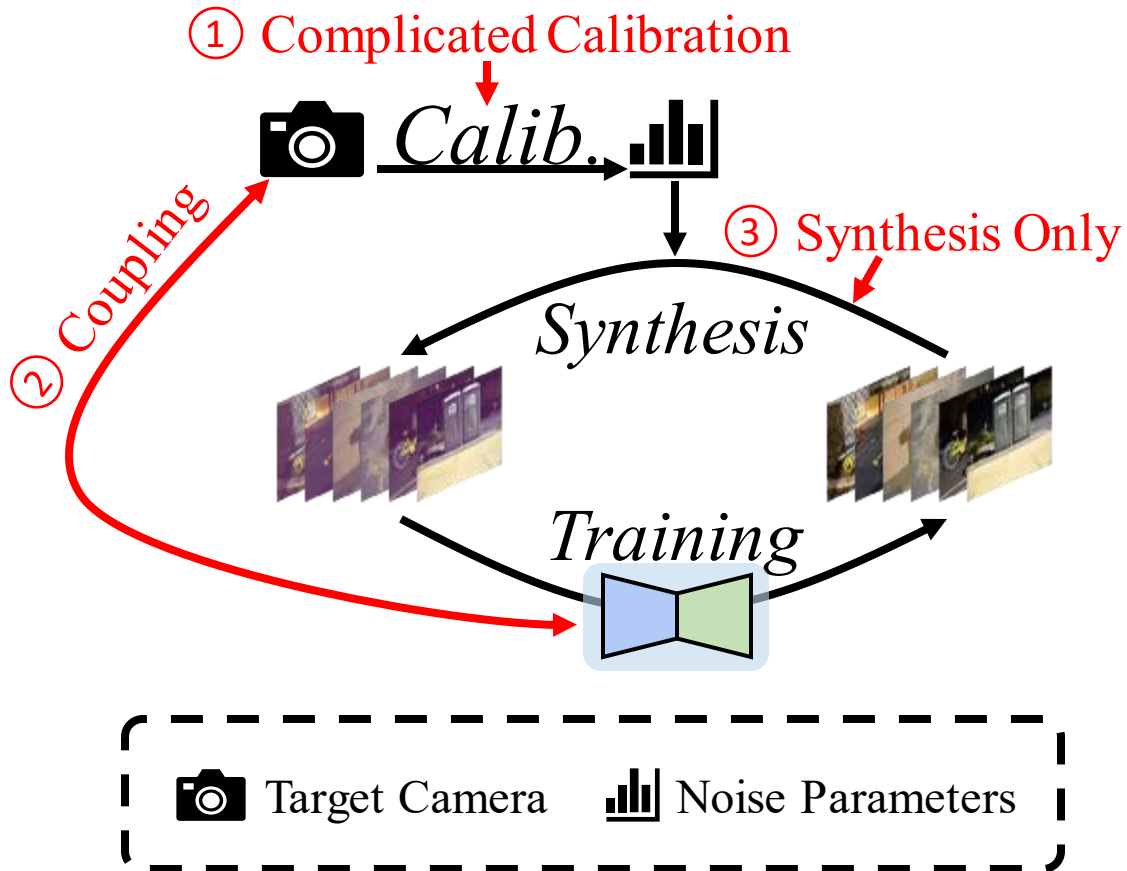 ① Complicated Calibration
Calib.
② Coupling
③ Synthesis Only
Synthesis
Training
Target Camera
Noise Parameters